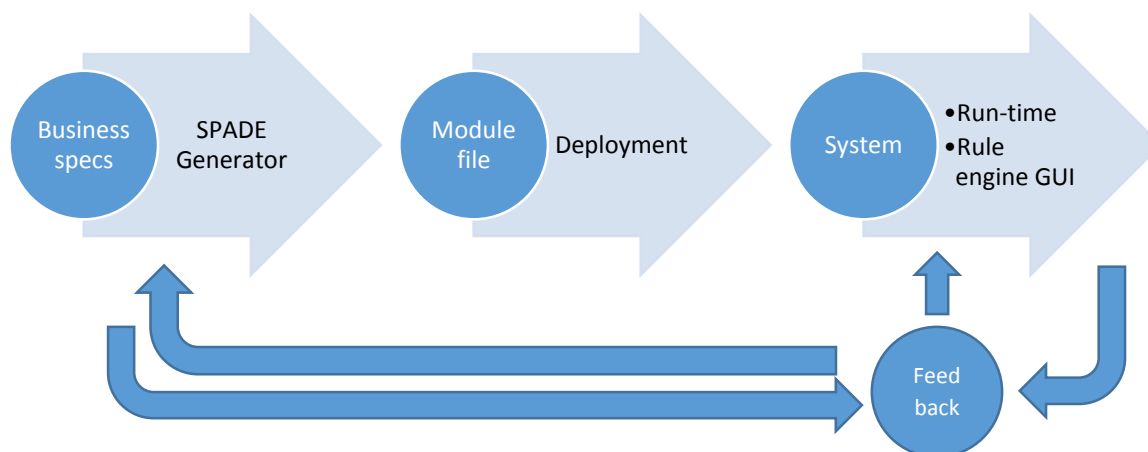 Business
specs
SPADE
Generator
Module
file
Deployment
System
•Run-time
•Rule
engine GUI
Feed
back